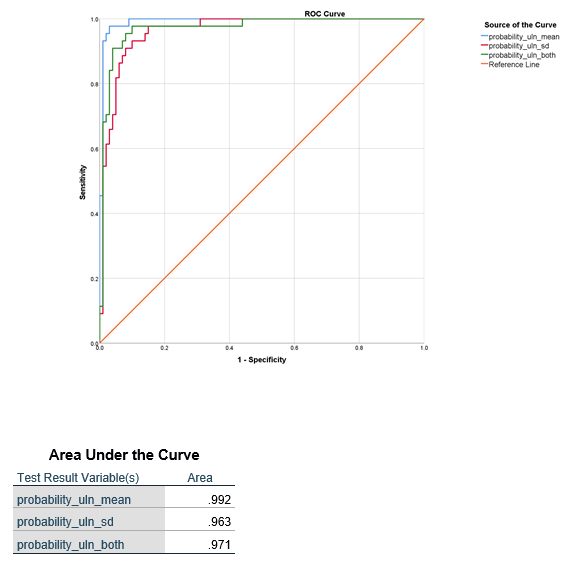 ROC Curve
Source of the Curve
probability_uln_mean
probability_uln_sd
probability_uln_both
Reference Line
1.0
0.8
0.6
0.4
0.2
0.0
Sensitivity
0.0 0.2 0.4 0.6 0.8 1.0
1 - Specificity
Area Under the Curve
Test Result Variable(s) Area
probability_uln_mean .992
probability_uln_sd .963
probability_uln_both .971